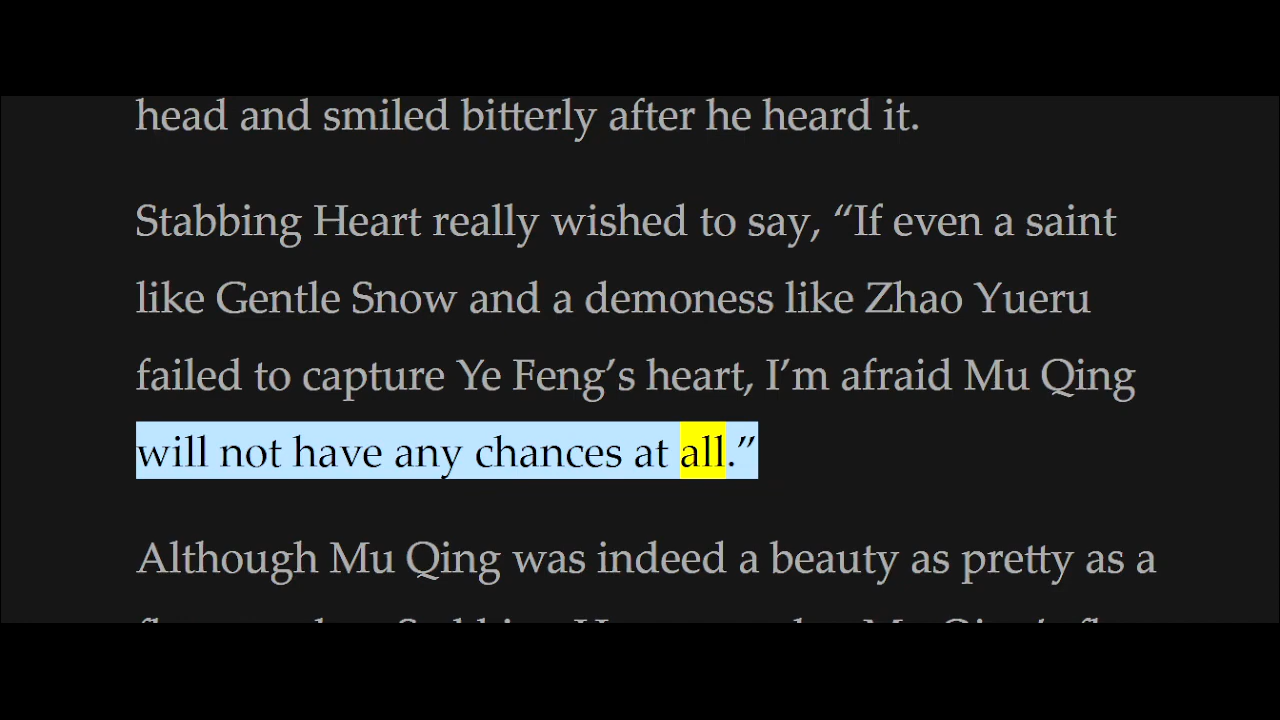 head and smiled bitterly after he heard it.
Stabbing Heart really wished to say, “If even a saint
like Gentle Snow and a demoness like Zhao Yueru
failed to capture Ye Feng’s heart, I’m afraid Mu Qing
will not have any chances at all.”
Although Mu Qing was indeed a beauty as pretty as a